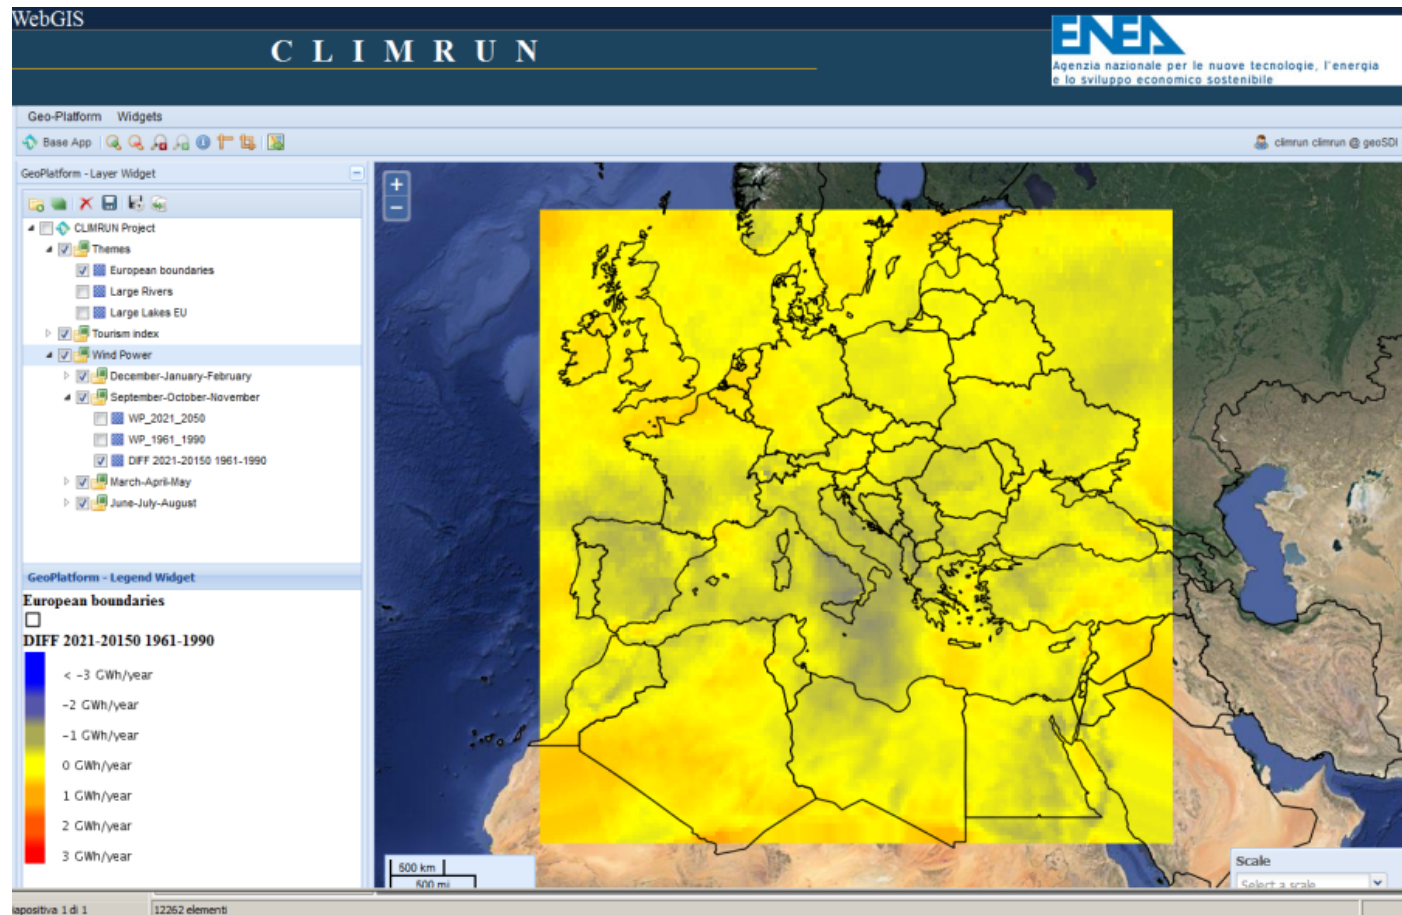 WebGIS
C L I M R U N
ENEA
Agenzia nazionale per le nuove tecnologie, l'energia
e lo sviluppo economico sostenibile
Geo-Platform Widgets
Base App
climrun climrun @ geoSDI
GeoPlatform - Layer Widget
CLIMRUN Project
Themes
European boundaries
Large Rivers
Large Lakes EU
Tourism index
Wind Power
December-January-February
September-October-November
WP_2021_2050
WP_1961_1990
DIFF 2021-20150 1961-1990
March-April-May
June-July-August
GeoPlatform - Legend Widget
European boundaries
DIFF 2021-20150 1961-1990
< -3 GWh/year
-2 GWh/year
-1 GWh/year
0 GWh/year
1 GWh/year
2 GWh/year
3 GWh/year
+
−
500 km
500 mi
Scale
Select a scale
iapositiva 1 di 1
12262 elementi